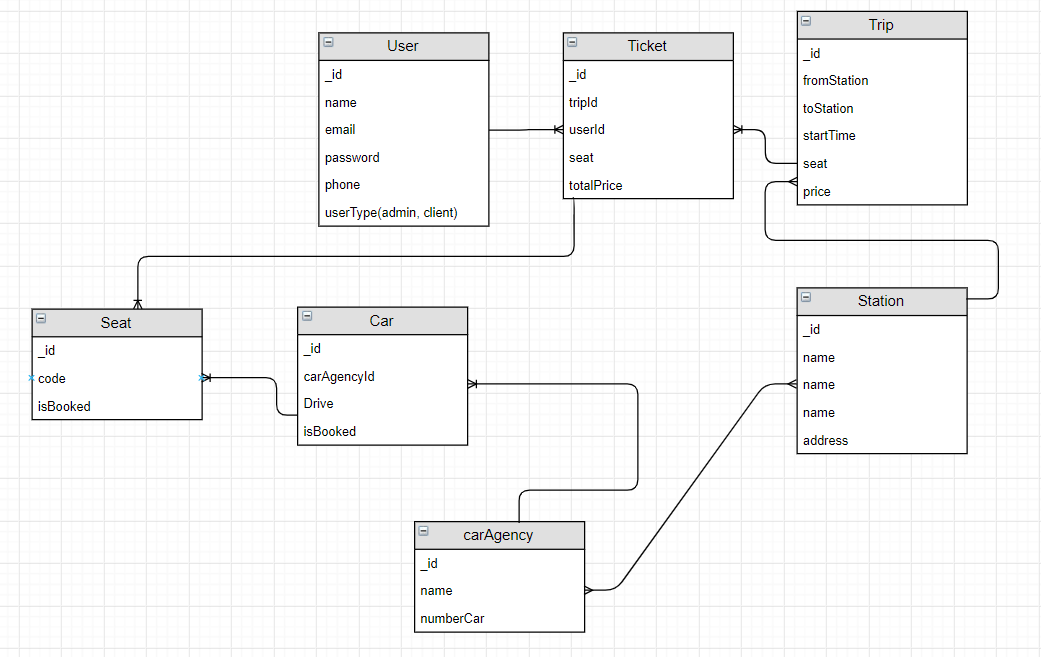 User
_id
name
email
password
phone
userType(admin, client)
Ticket
_id
tripId
userId
seat
totalPrice
Trip
_id
fromStation
toStation
startTime
seat
price
Seat
_id
code
isBooked
Car
_id
carAgencyId
Drive
isBooked
Station
_id
name
name
name
address
carAgency
_id
name
numberCar